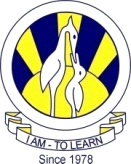 I AM - TO LEARN
Since 1978